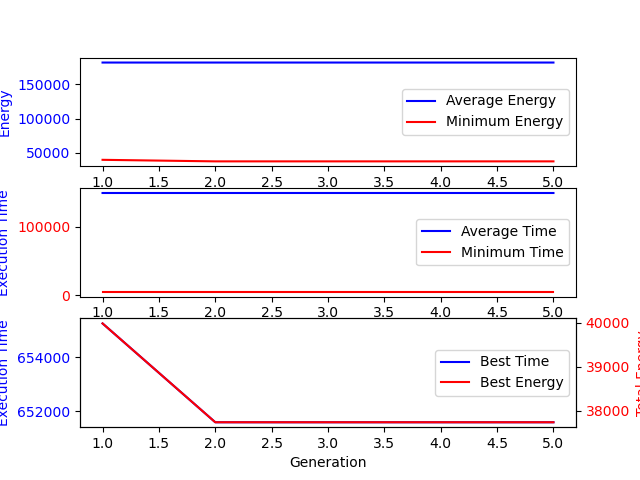 Energy
150000
100000
50000
Average Energy
Minimum Energy
1.0 1.5 2.0 2.5 3.0 3.5 4.0 4.5 5.0
Execution Time
100000
0
Average Time
Minimum Time
1.0 1.5 2.0 2.5 3.0 3.5 4.0 4.5 5.0
Execution Time
654000
652000
Best Time
Best Energy
40000
39000
38000
Total Energy
1.0 1.5 2.0 2.5 3.0 3.5 4.0 4.5 5.0
Generation